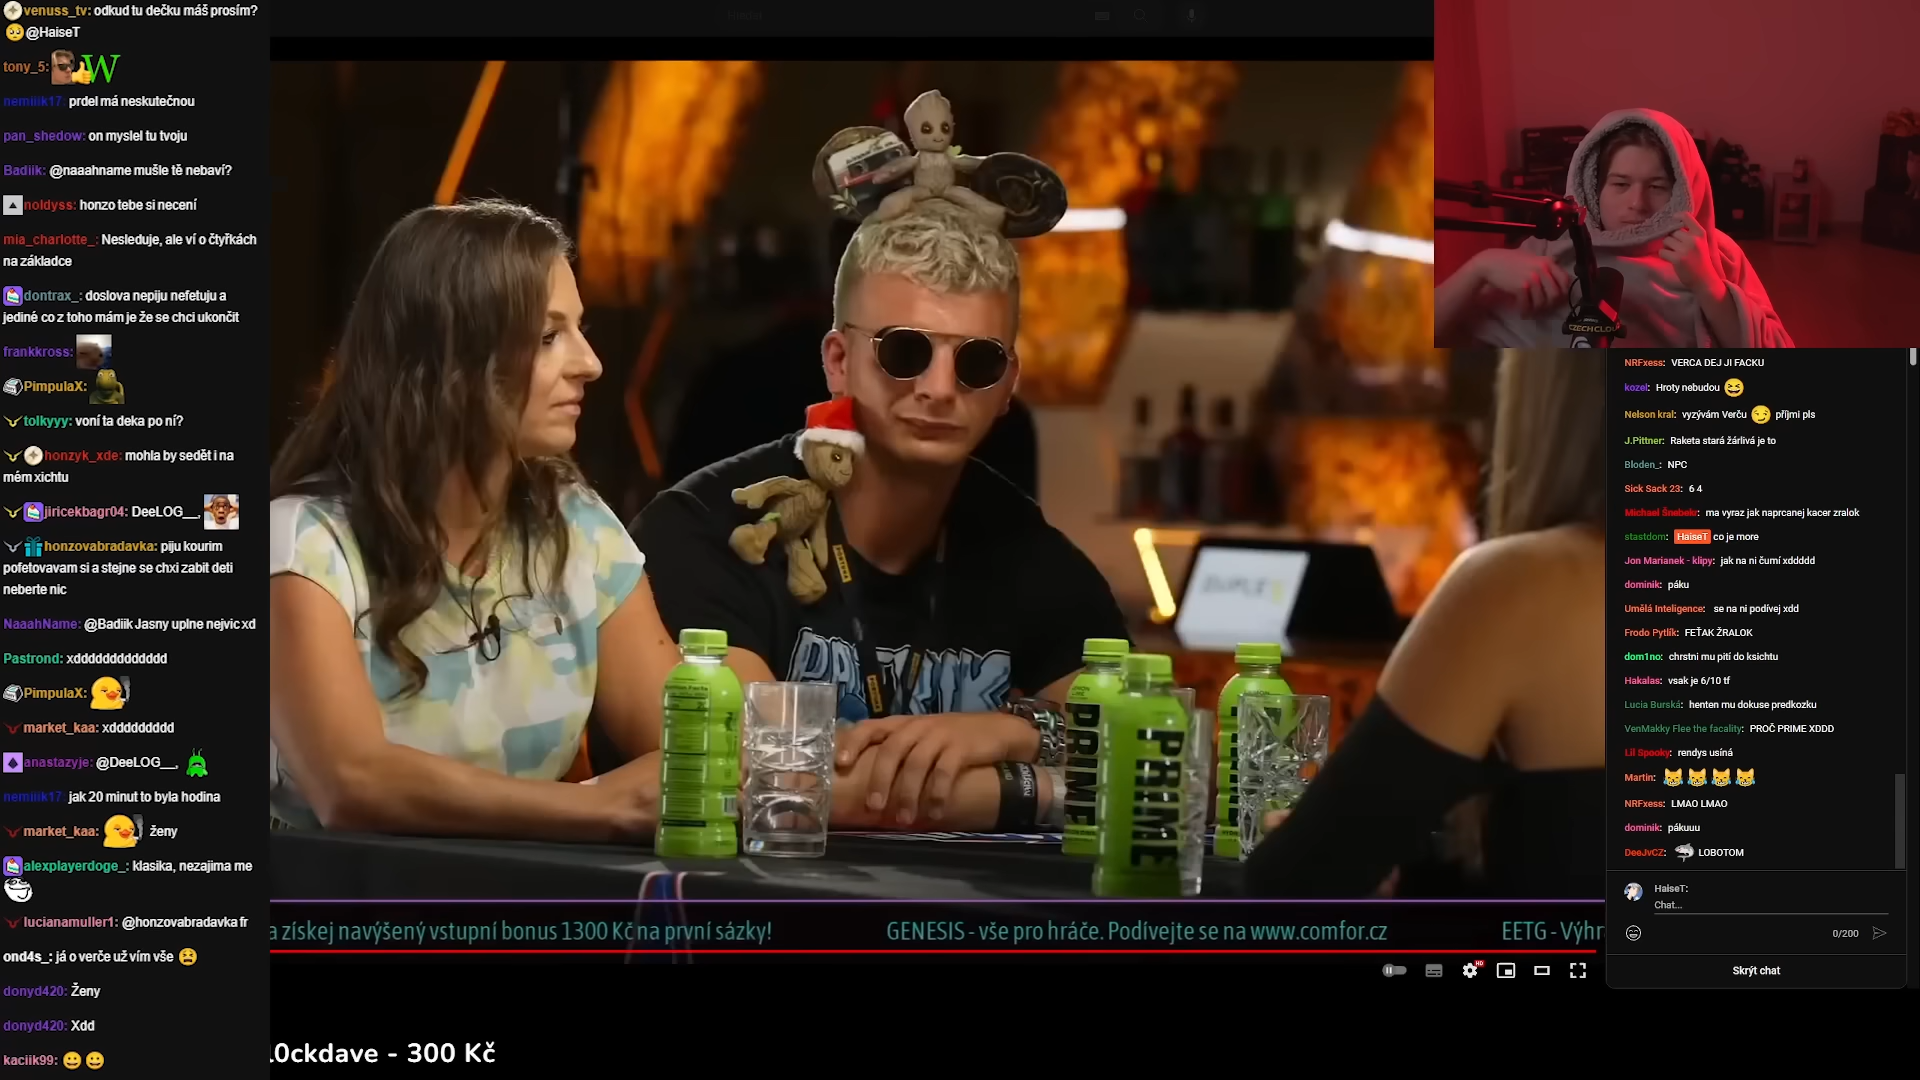 venuss_tv: odkud tu dečku máš prosím?
@HaiseT
tony_5: W
nemiiik17: prdel má neskutečnou
pan_shedow: on myslel tu tvoju
Badiik: @naaahname mušle tě nebaví?
noldyss: honzo tebe si necení
mia_charlotte_: Nesleduje, ale ví o čtyřkách
na základce
dontrax_: doslova nepiju nefetuju a
jediné co z toho mám je že se chci ukončit
frankkross:
PimpulaX:
tolkyyy: voní ta deka po ní?
honzyk_xde: mohla by sedět i na
mém xichtu
jiricekbagr04: DeeLOG__,
honzovabradavka: piju kourim
pofetovavam si a stejne se chxi zabit deti
neberte nic
NaaahName: @Badiik Jasny uplne nejvic xd
Pastrond: xdddddddddddd
PimpulaX:
market_kaa: xddddddddd
anastazyje: @DeeLOG__,
nemiiik17: jak 20 minut to byla hodina
market_kaa: ženy
alexplayerdoge_: klasika, nezajima me
lucianamuller1: @honzovabradavka fr
ond4s_: já o verče už vím vše
donyd420: Ženy
donyd420: Xdd
kaciik99:
PRIME
PRIME
CZECH CLOU
a získej navýšený vstupní bonus 1300 Kč na první sázky!
GENESIS - vše pro hráče. Podívejte se na www.comfor.cz
EETG - Výhr
HD
l0ckdave - 300 Kč
NRFxess: VERCA DEJ JI FACKU
kozel: Hroty nebudou
Nelson kral: vyzývám Verču příjmi pls
J.Pittner: Raketa stará žárlivá je to
Bloden_: NPC
Sick Sack 23: 6 4
Michael Šnebelu: ma vyraz jak naprcanej kacer zralok
stastdom: HaiseT co je more
Jon Marianek - klipy: jak na ni čumí xddddd
dominik: páku
Umělá Inteligence: se na ni podívej xdd
Frodo Pytlík: FEŤAK ŽRALOK
dom1no: chrstni mu pití do ksichtu
Hakalas: vsak je 6/10 tf
Lucia Burská: henten mu dokuse predkozku
VenMakky Flee the facality: PROČ PRIME XDDD
Lil Spooky: rendys usíná
Martin:
NRFxess: LMAO LMAO
dominik: pákuuu
DeeJvCZ: LOBOTOM
HaiseT:
Chat...
0/200
Skrýt chat